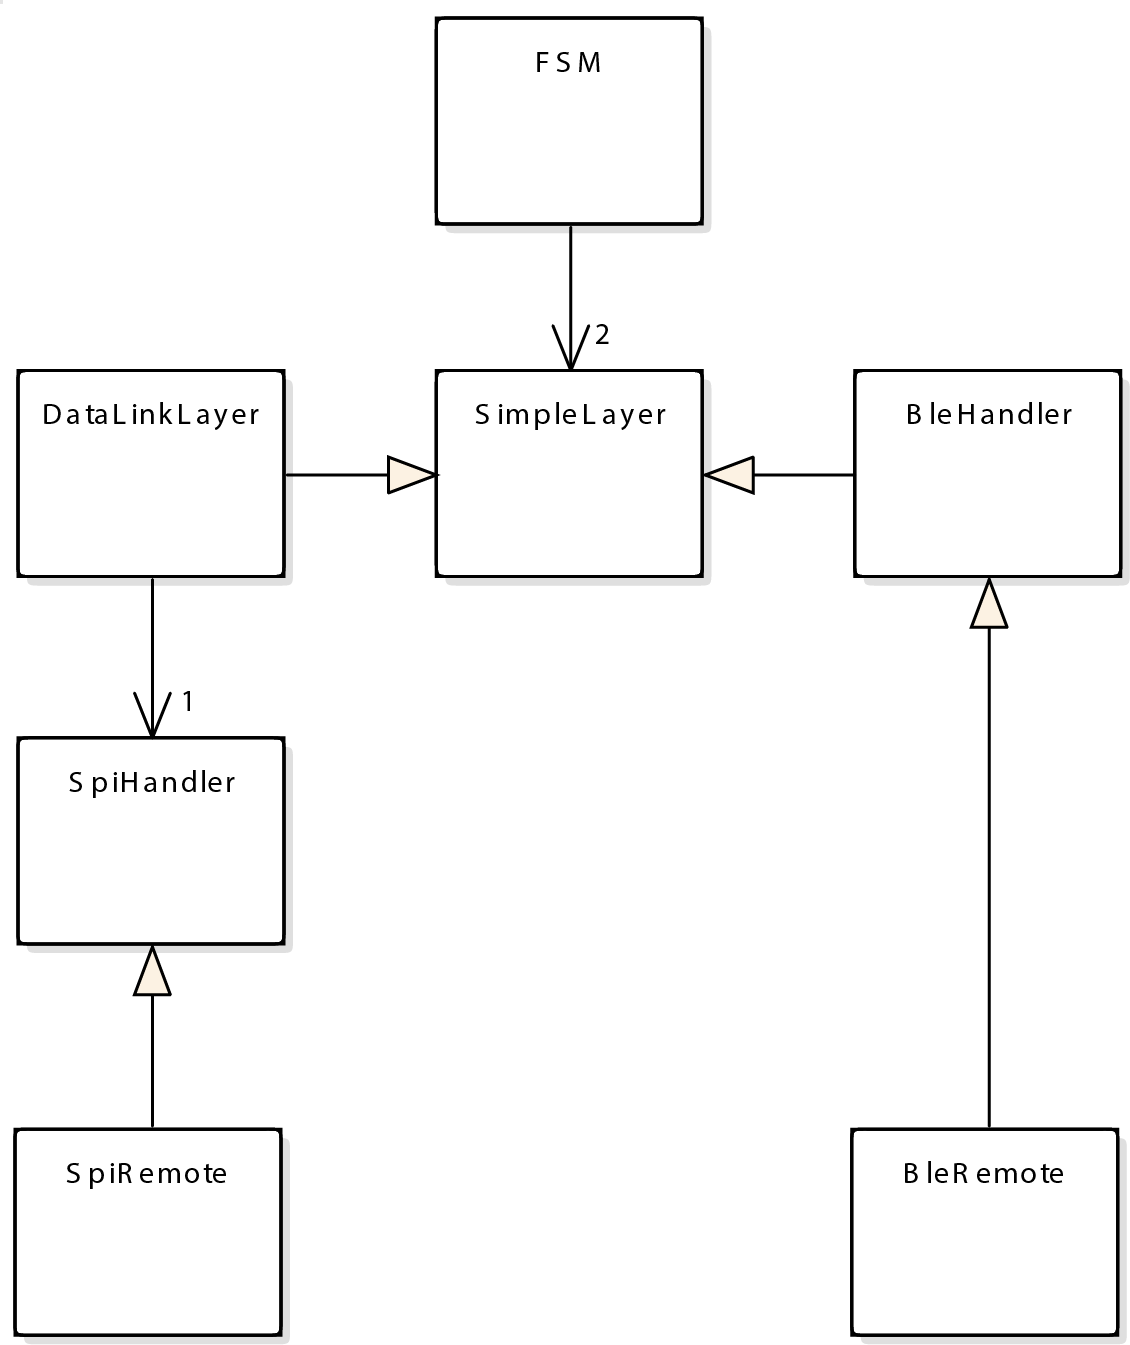 FSM
2
DataLinkLayer
SimpleLayer
BleHandler
1
SpiHandler
SpiRemote
BleRemote